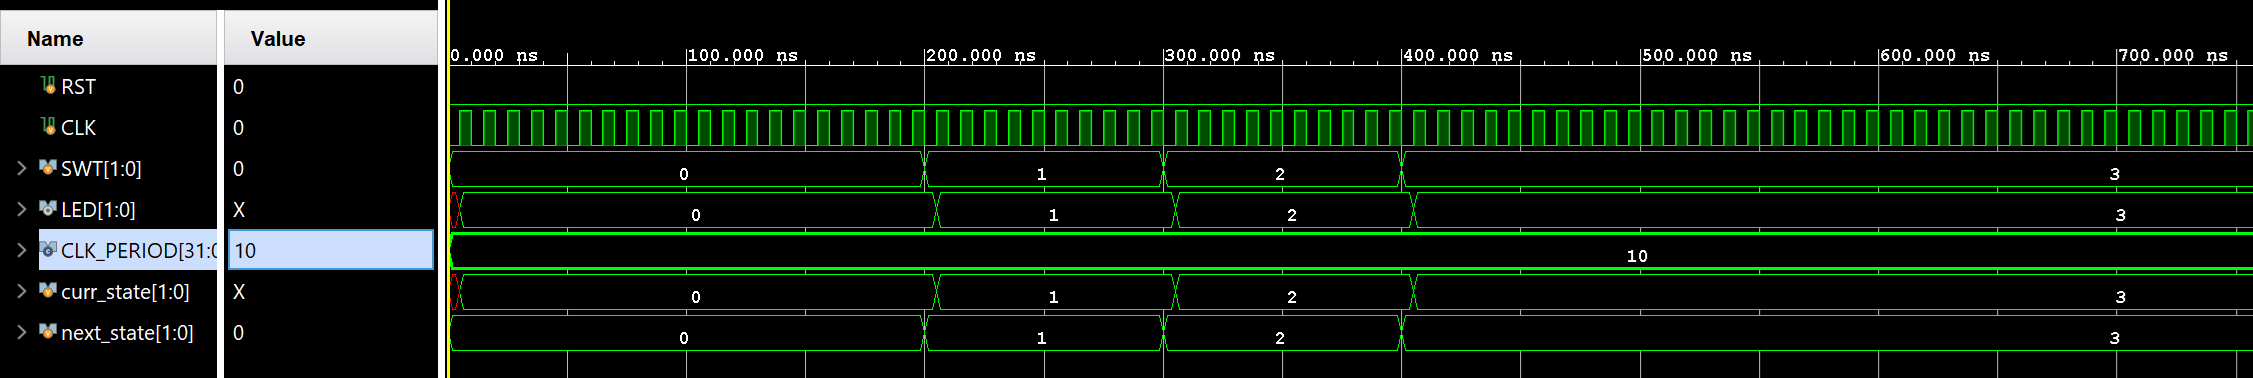 Name Value
0.000 ns 100.000 ns 200.000 ns 300.000 ns 400.000 ns 500.000 ns 600.000 ns 700.000 ns
RST 0
CLK 0
SWT[1:0] 0 0 1 2 3
LED[1:0] X 0 1 2 3
CLK_PERIOD[31:0 10 10
curr_state[1:0] X 0 1 2 3
next_state[1:0] 0 0 1 2 3